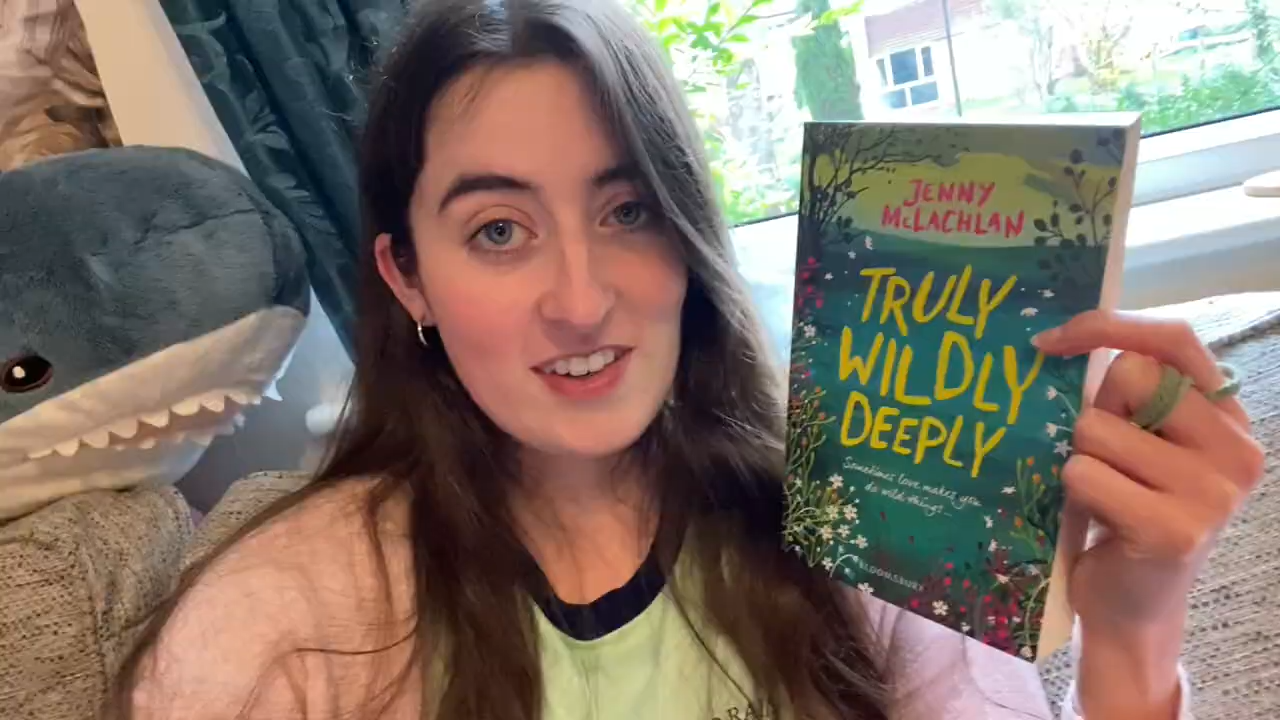 JENNY
McLACHLAN
TRULY
WILDLY
DEEPLY
Sometimes love makes you
do wild things...
BLOOMSBURY